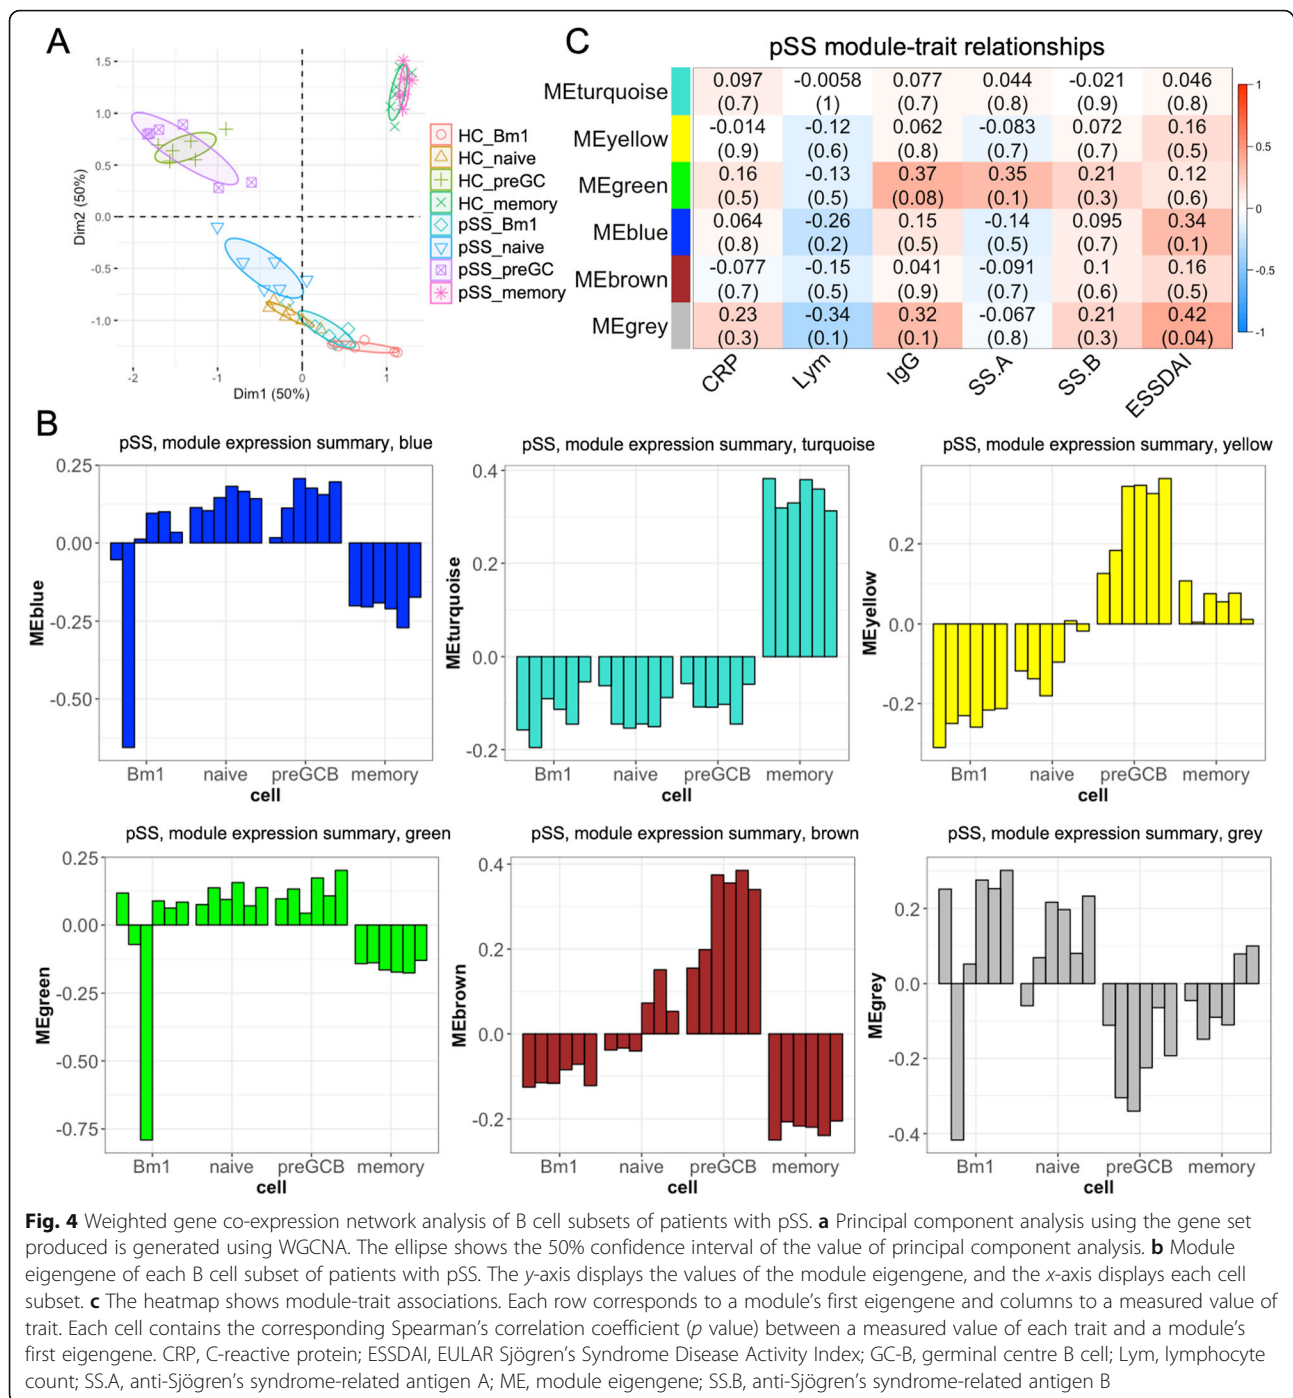 A
1.5
1.0
0.5
0.0
-0.5
-1.0
Dim2 (50%)
-2
-1
0
1
Dim1 (50%)
HC_Bm1
HC_naive
HC_preGC
HC_memory
pSS_Bm1
pSS_naive
pSS_preGC
pSS_memory
C
pSS module-trait relationships
MEturquoise
0.097 -0.0058 0.077 0.044 -0.021 0.046
(0.7) (1) (0.7) (0.8) (0.9) (0.8)
MEyellow
-0.014 -0.12 0.062 -0.083 0.072 0.16
(0.9) (0.6) (0.8) (0.7) (0.7) (0.5)
MEgreen
0.16 -0.13 0.37 0.35 0.21 0.12
(0.5) (0.5) (0.08) (0.1) (0.3) (0.6)
MEblue
0.064 -0.26 0.15 -0.14 0.095 0.34
(0.8) (0.2) (0.5) (0.5) (0.7) (0.1)
MEbrown
-0.077 -0.15 0.041 -0.091 0.1 0.16
(0.7) (0.5) (0.9) (0.7) (0.6) (0.5)
MEgrey
0.23 -0.34 0.32 -0.067 0.21 0.42
(0.3) (0.1) (0.1) (0.8) (0.3) (0.04)
CRP
Lym
IgG
SS.A
SS.B
ESSDAI
1
0.5
0
-0.5
-1
B
pSS, module expression summary, blue
0.25
0.00
-0.25
-0.50
MEblue
Bm1 naive preGCB memory
cell
pSS, module expression summary, turquoise
0.4
0.2
0.0
-0.2
MEturquoise
Bm1 naive preGCB memory
cell
pSS, module expression summary, yellow
0.2
0.0
-0.2
MEyellow
Bm1 naive preGCB memory
cell
pSS, module expression summary, green
0.25
0.00
-0.25
-0.50
-0.75
MEgreen
Bm1 naive preGCB memory
cell
pSS, module expression summary, brown
0.4
0.2
0.0
-0.2
MEbrown
Bm1 naive preGCB memory
cell
pSS, module expression summary, grey
0.2
0.0
-0.2
-0.4
MEgrey
Bm1 naive preGCB memory
cell
Fig. 4 Weighted gene co-expression network analysis of B cell subsets of patients with pSS. a Principal component analysis using the gene set
produced is generated using WGCNA. The ellipse shows the 50% confidence interval of the value of principal component analysis. b Module
eigengene of each B cell subset of patients with pSS. The y-axis displays the values of the module eigengene, and the x-axis displays each cell
subset. c The heatmap shows module-trait associations. Each row corresponds to a module's first eigengene and columns to a measured value of
trait. Each cell contains the corresponding Spearman's correlation coefficient (p value) between a measured value of each trait and a module's
first eigengene. CRP, C-reactive protein; ESSDAI, EULAR Sjögren's Syndrome Disease Activity Index; GC-B, germinal centre B cell; Lym, lymphocyte
count; SS.A, anti-Sjögren's syndrome-related antigen A; ME, module eigengene; SS.B, anti-Sjögren's syndrome-related antigen B